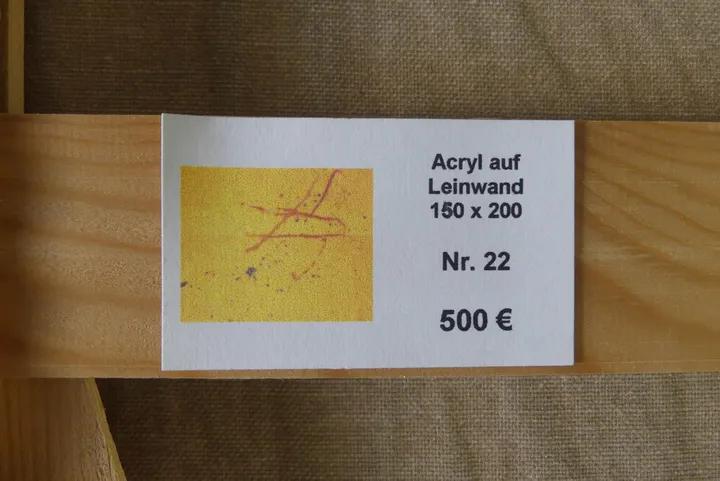 Acryl auf
Leinwand
150 x 200
Nr. 22
500 €